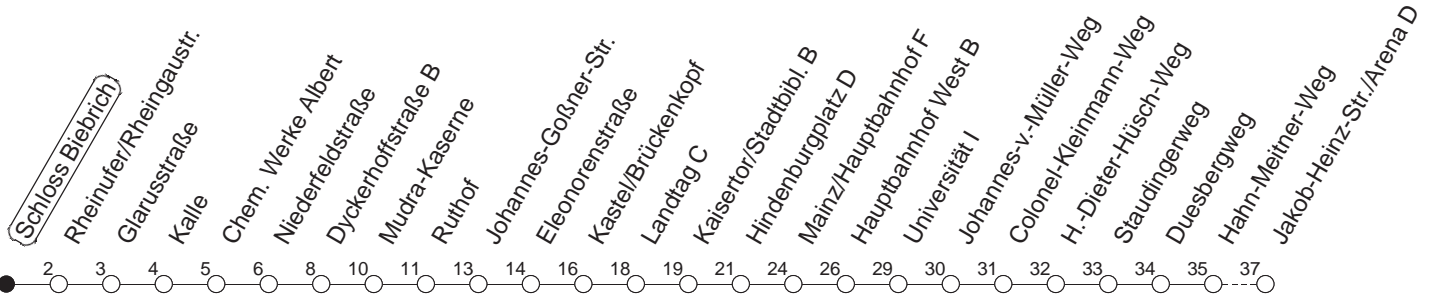 Schloss Biebrich
Rheinufer/Rheingaustr.
Glarusstraße
Kalle
Chem. Werke Albert
Niederfeldstraße
Dyckerhoffstraße B
Mudra-Kaserne
Ruthof
Johannes-Goßner-Str.
Eleonorenstraße
Kastel/Brückenkopf
Landtag C
Kaisertor/Stadtbibl. B
Hindenburgplatz D
Mainz/Hauptbahnhof F
Hauptbahnhof West B
Universität I
Johannes-v.-Müller-Weg
Colonel-Kleinmann-Weg
H.-Dieter-Hüsch-Weg
Staudingerweg
Duesbergweg
Hahn-Meitner-Weg
Jakob-Heinz-Str./Arena D
2 3 4 5 6 8 10 11 13 14 16 18 19 21 24 26 29 30 31 32 33 34 35 37